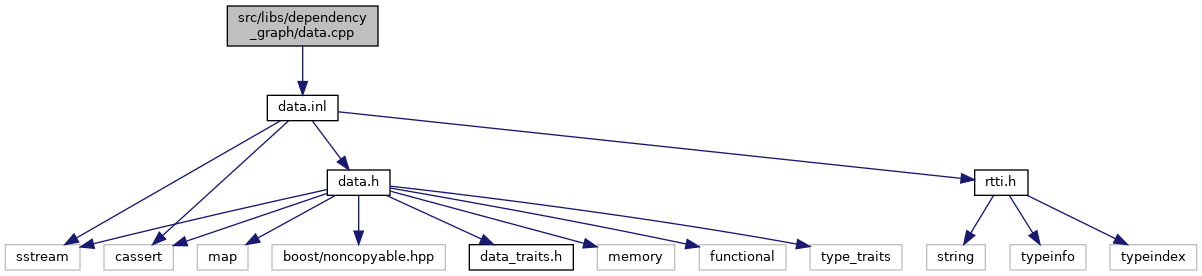 src/libs/dependency
_graph/data.cpp
data.inl
data.h
rtti.h
sstream
cassert
map
boost/noncopyable.hpp
data_traits.h
memory
functional
type_traits
string
typeinfo
typeindex